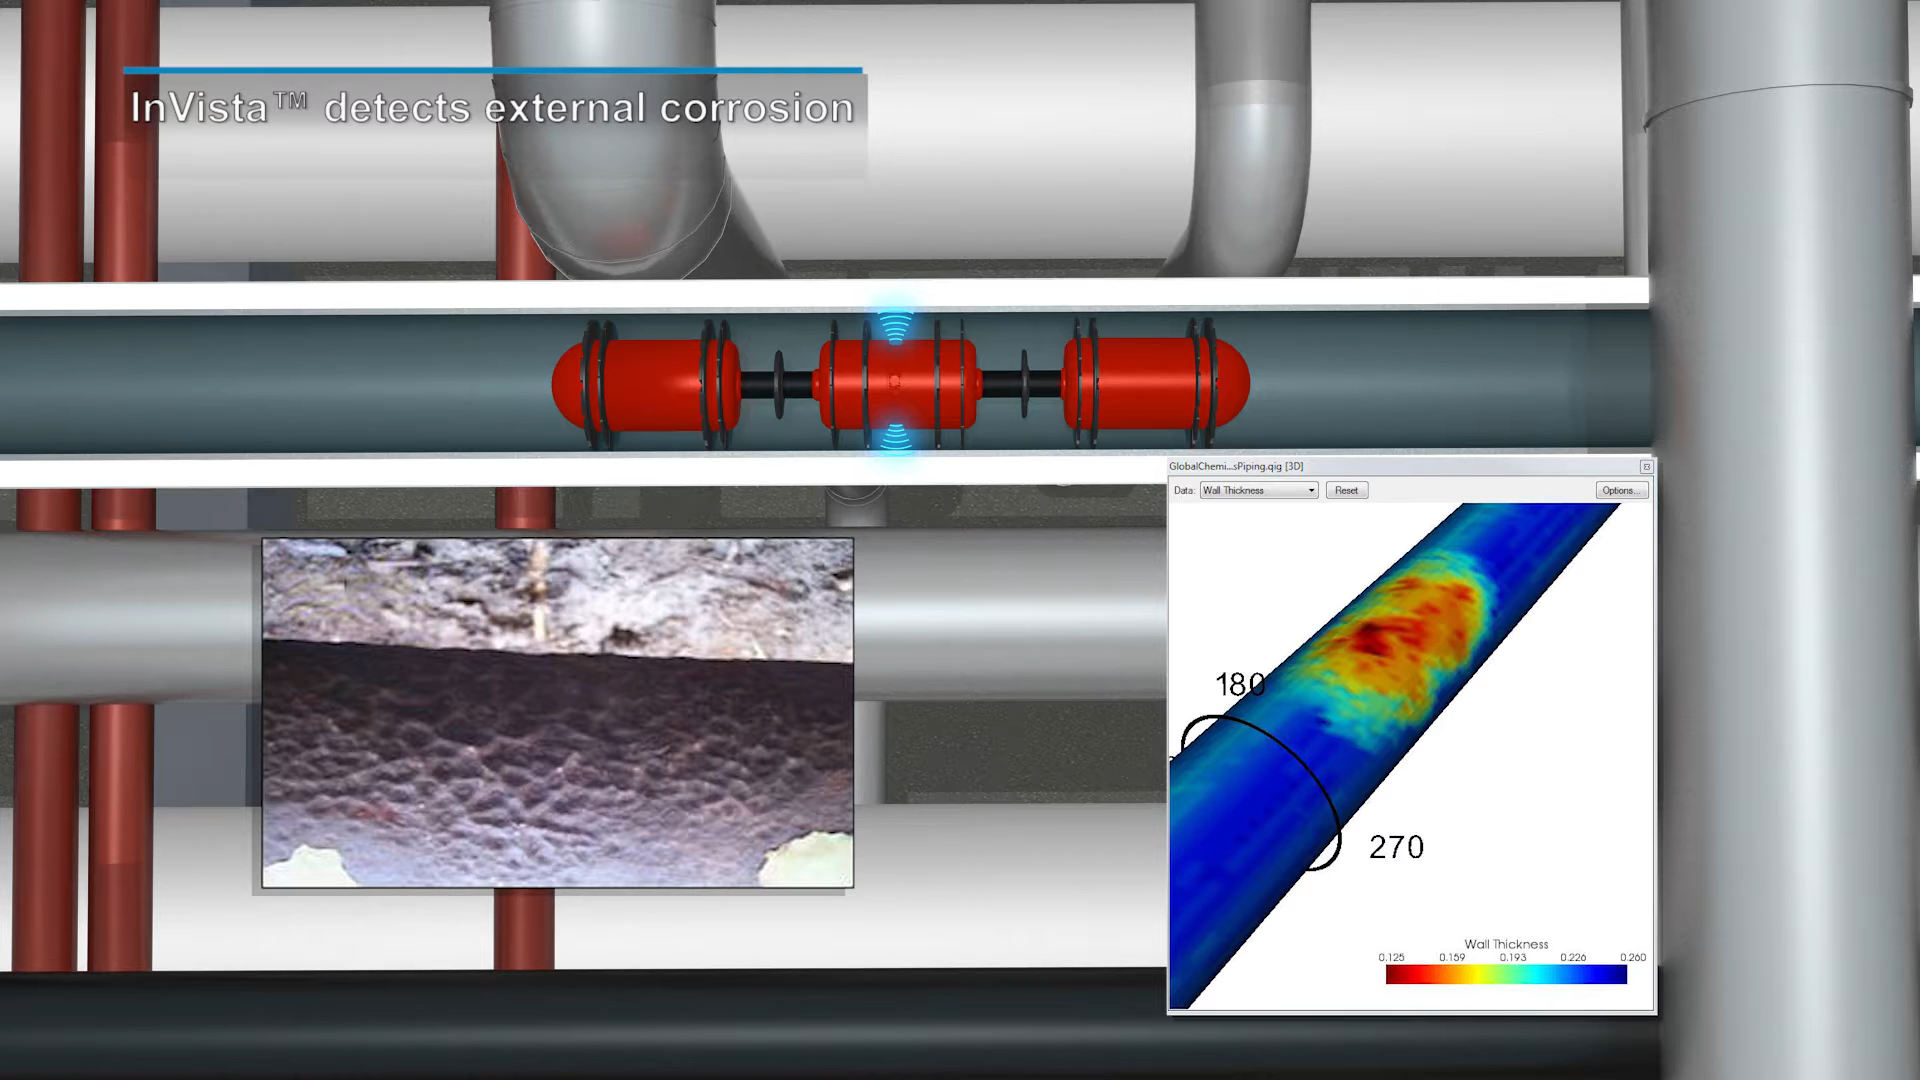 InVista™ detects external corrosion
GlobalChemi...sPiping.qig [3D]
Data: Wall Thickness Reset Options...
180
270
Wall Thickness
0.125 0.159 0.193 0.226 0.260